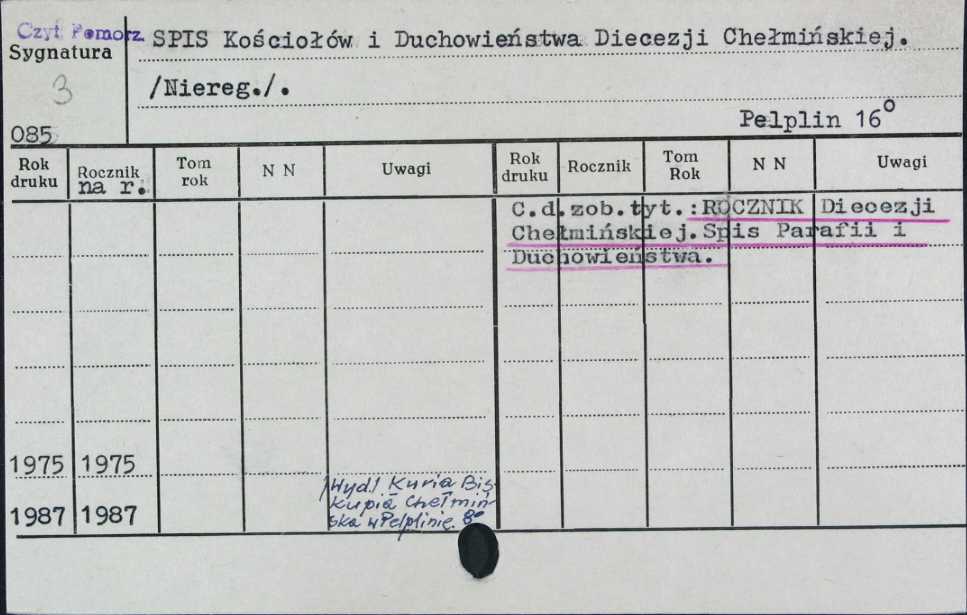 Czyt Pomorz.
Sygnatura
3
085
SPIS Kościołów i Duchowieństwa Diecezji Chełmińskiej.
/Niereg./.
Pelplin 16°
Rok druku | Rocznik na r. | Tom rok | N N | Uwagi | Rok druku | Rocznik | Tom Rok | N N | Uwagi
C.d.zob.tyt.:ROCZNIK Diecezji
Chełmińskiej.Spis Parafii i
Duchowieństwa.
1975 | 1975
1987 | 1987
/Wyd/ Kuria Bis-
kupia Chełmiń-
ska w Pelplinie. 8°